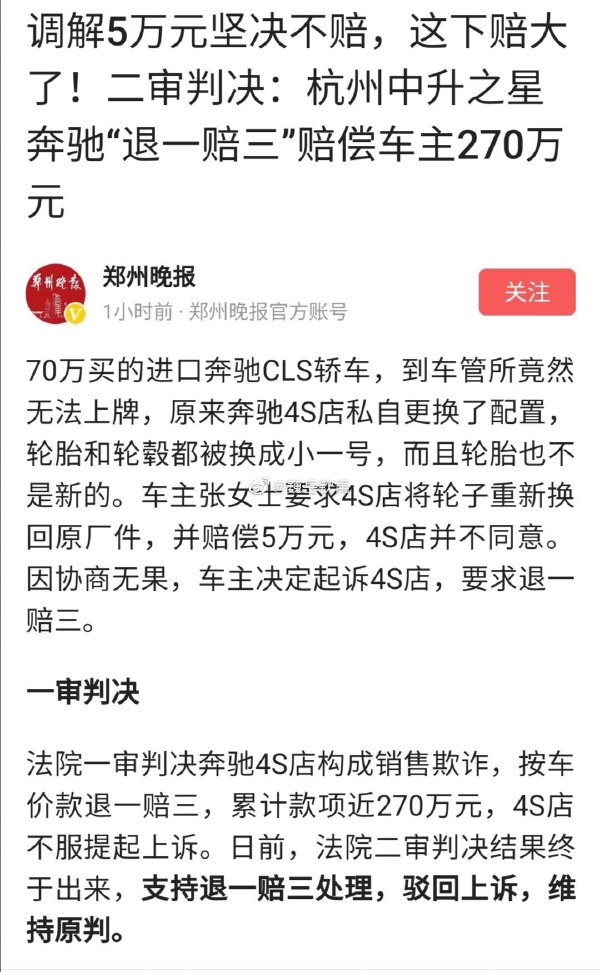 调解5万元坚决不赔，这下赔大
了！二审判决：杭州中升之星
奔驰“退一赔三”赔偿车主270万
元
郑州晚报
郑州晚报
1小时前 · 郑州晚报官方账号
关注
70万买的进口奔驰CLS轿车，到车管所竟然
无法上牌，原来奔驰4S店私自更换了配置，
轮胎和轮毂都被换成小一号，而且轮胎也不
是新的。车主张女士要求4S店将轮子重新换
回原厂件，并赔偿5万元，4S店并不同意。
因协商无果，车主决定起诉4S店，要求退一
赔三。
一审判决
法院一审判决奔驰4S店构成销售欺诈，按车
价款退一赔三，累计款项近270万元，4S店
不服提起上诉。日前，法院二审判决结果终
于出来，支持退一赔三处理，驳回上诉，维
持原判。